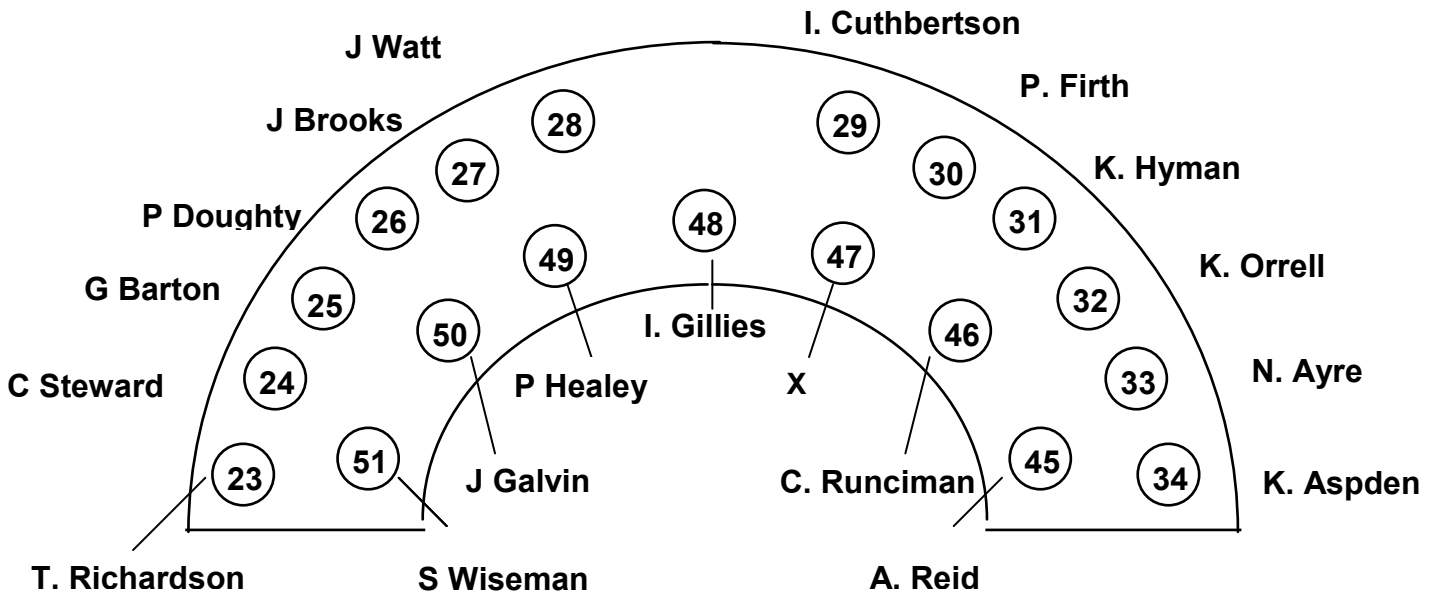 I. Cuthbertson
J Watt
P. Firth
J Brooks
28
29
27
30
K. Hyman
P Doughty
26
48
31
49
47
K. Orrell
G Barton
25
32
50
I. Gillies
46
C Steward
24
P Healey
X
33
N. Ayre
23
51
J Galvin
C. Runciman
45
34
K. Aspden
T. Richardson
S Wiseman
A. Reid